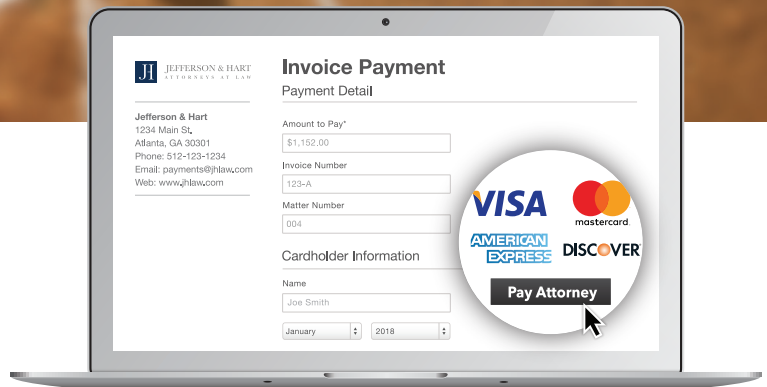 JH
JEFFERSON & HART
ATTORNEYS AT LAW
Jefferson & Hart
1234 Main St.
Atlanta, GA 30301
Phone: 512-123-1234
Email: payments@jhlaw.com
Web: www.jhlaw.com
Invoice Payment
Payment Detail
Amount to Pay*
$1,152.00
Invoice Number
123-A
Matter Number
004
Cardholder Information
Name
Joe Smith
January
2018
VISA
mastercard
AMERICAN
EXPRESS
DISCOVER
Pay Attorney